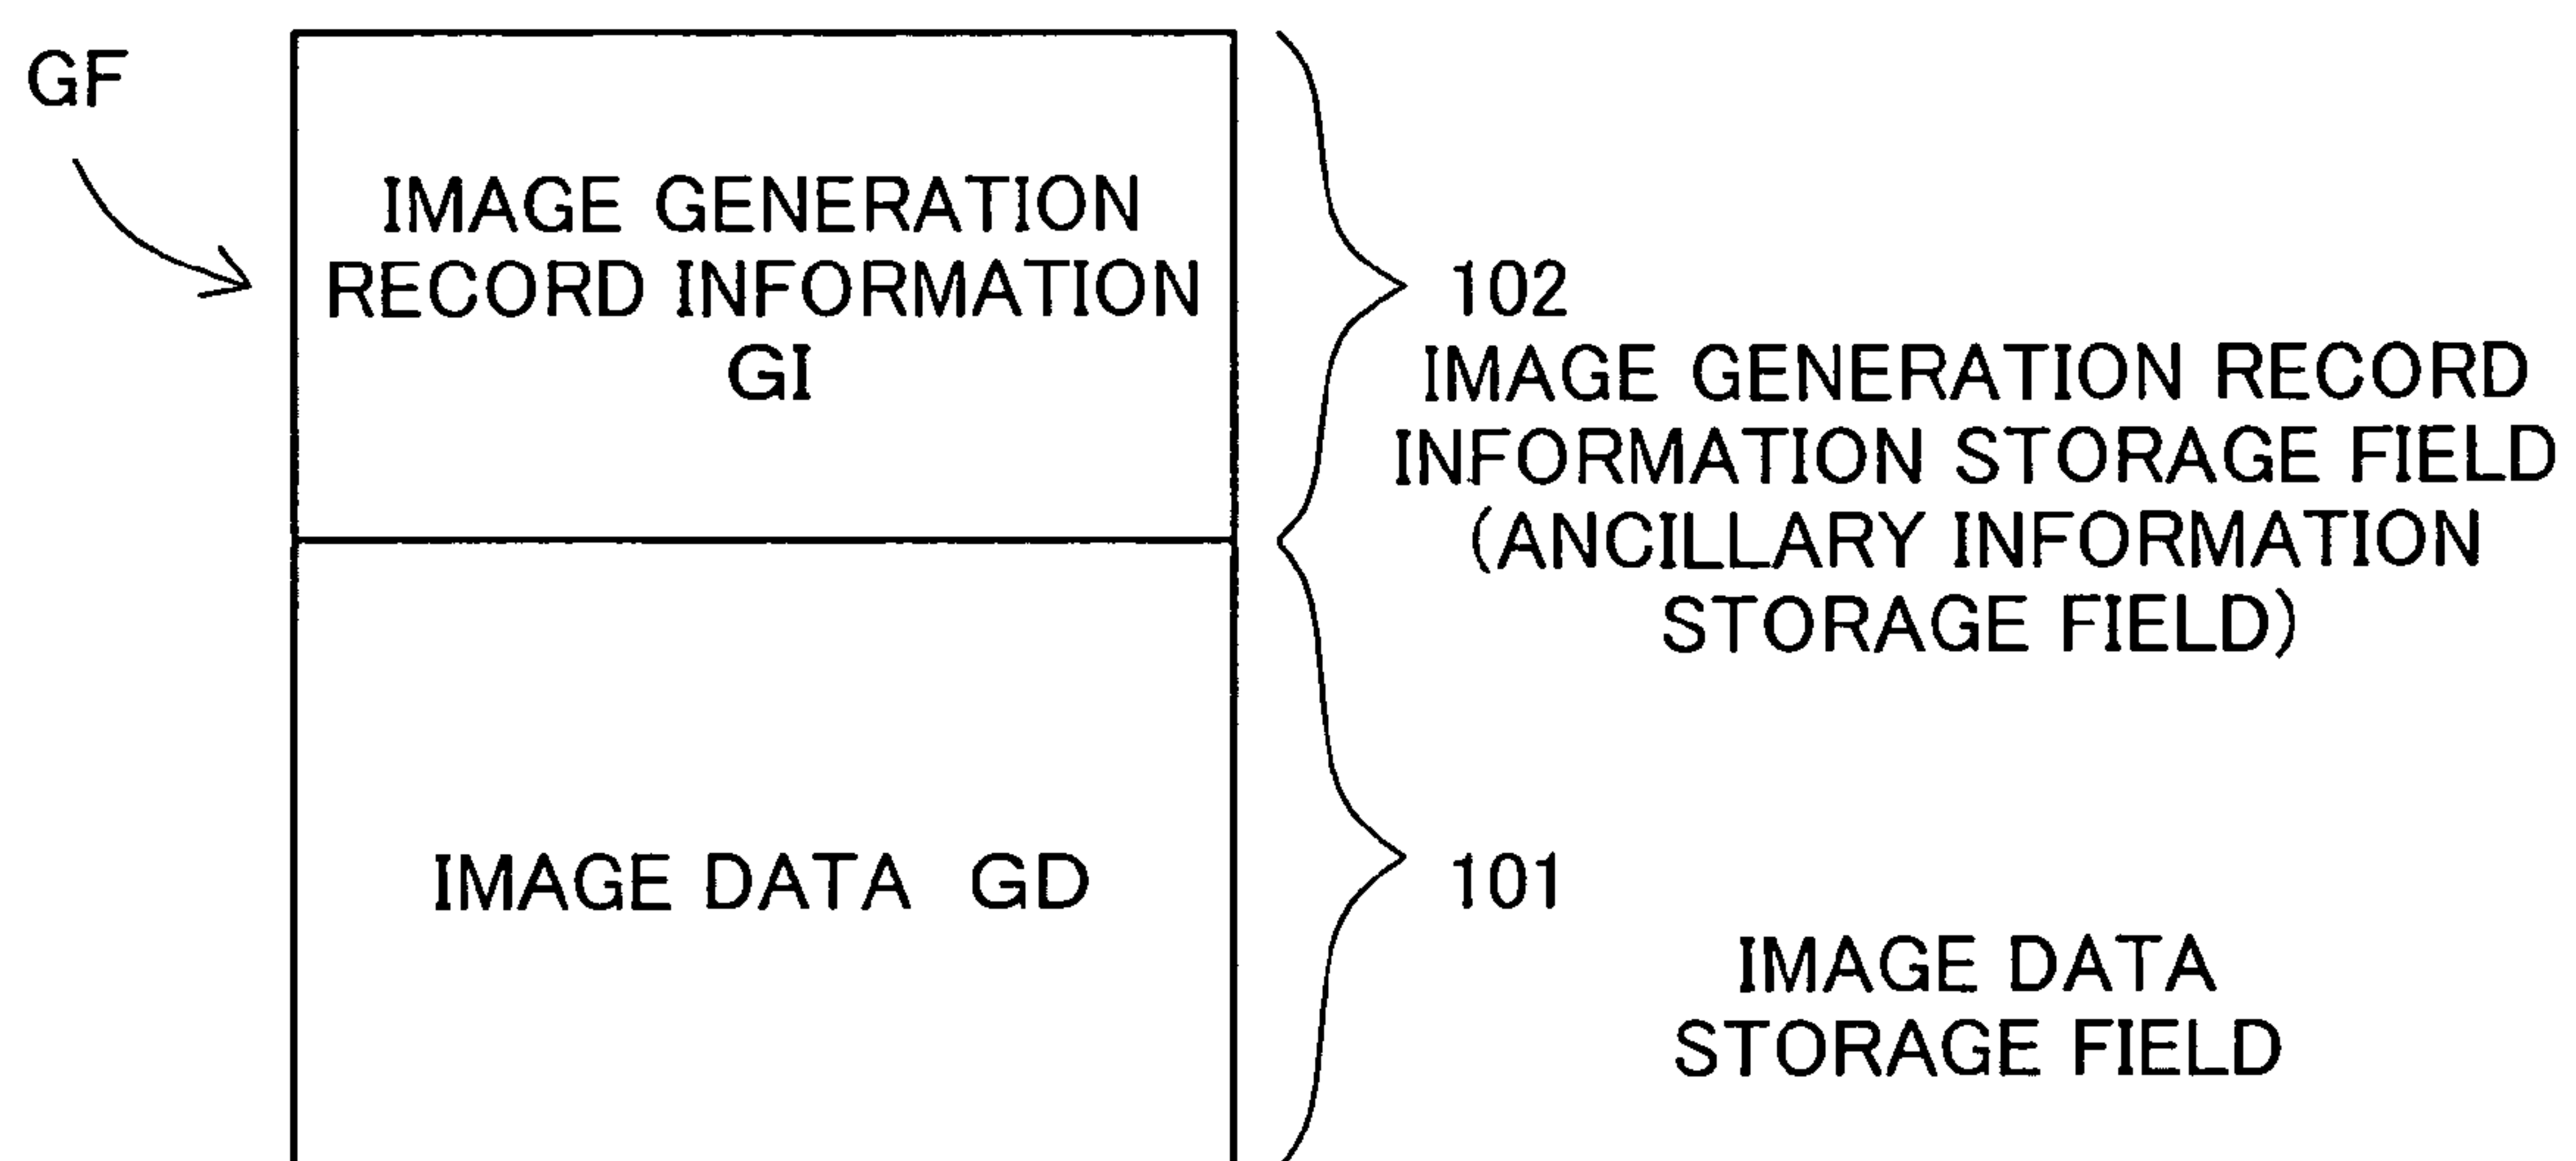 GF
IMAGE GENERATION
RECORD INFORMATION
GI
102
IMAGE GENERATION RECORD
INFORMATION STORAGE FIELD
(ANCILLARY INFORMATION
STORAGE FIELD)
IMAGE DATA GD
101
IMAGE DATA
STORAGE FIELD